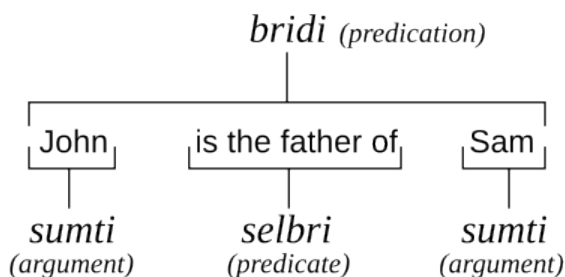 bridi (predication)
John is the father of Sam
sumti selbri sumti
(argument) (predicate) (argument)